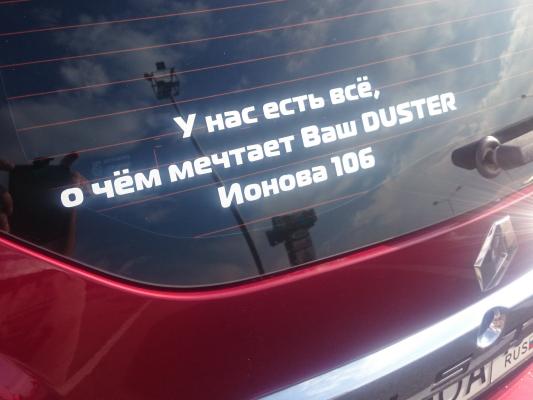 У нас есть всё,
о чём мечтает Ваш DUSTER
Ионова 106
RUS